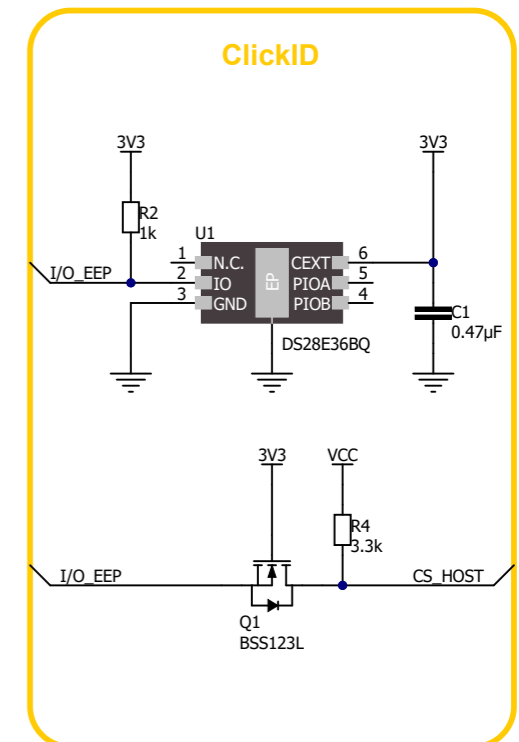 ClickID
3V3
3V3
R2
1k
U1
I/O_EEP
1 N.C. CEXT 6
2 IO EP PIOA 5
3 GND PIOB 4
C1
0.47µF
DS28E36BQ
3V3
VCC
R4
3.3k
I/O_EEP
CS_HOST
Q1
BSS123L